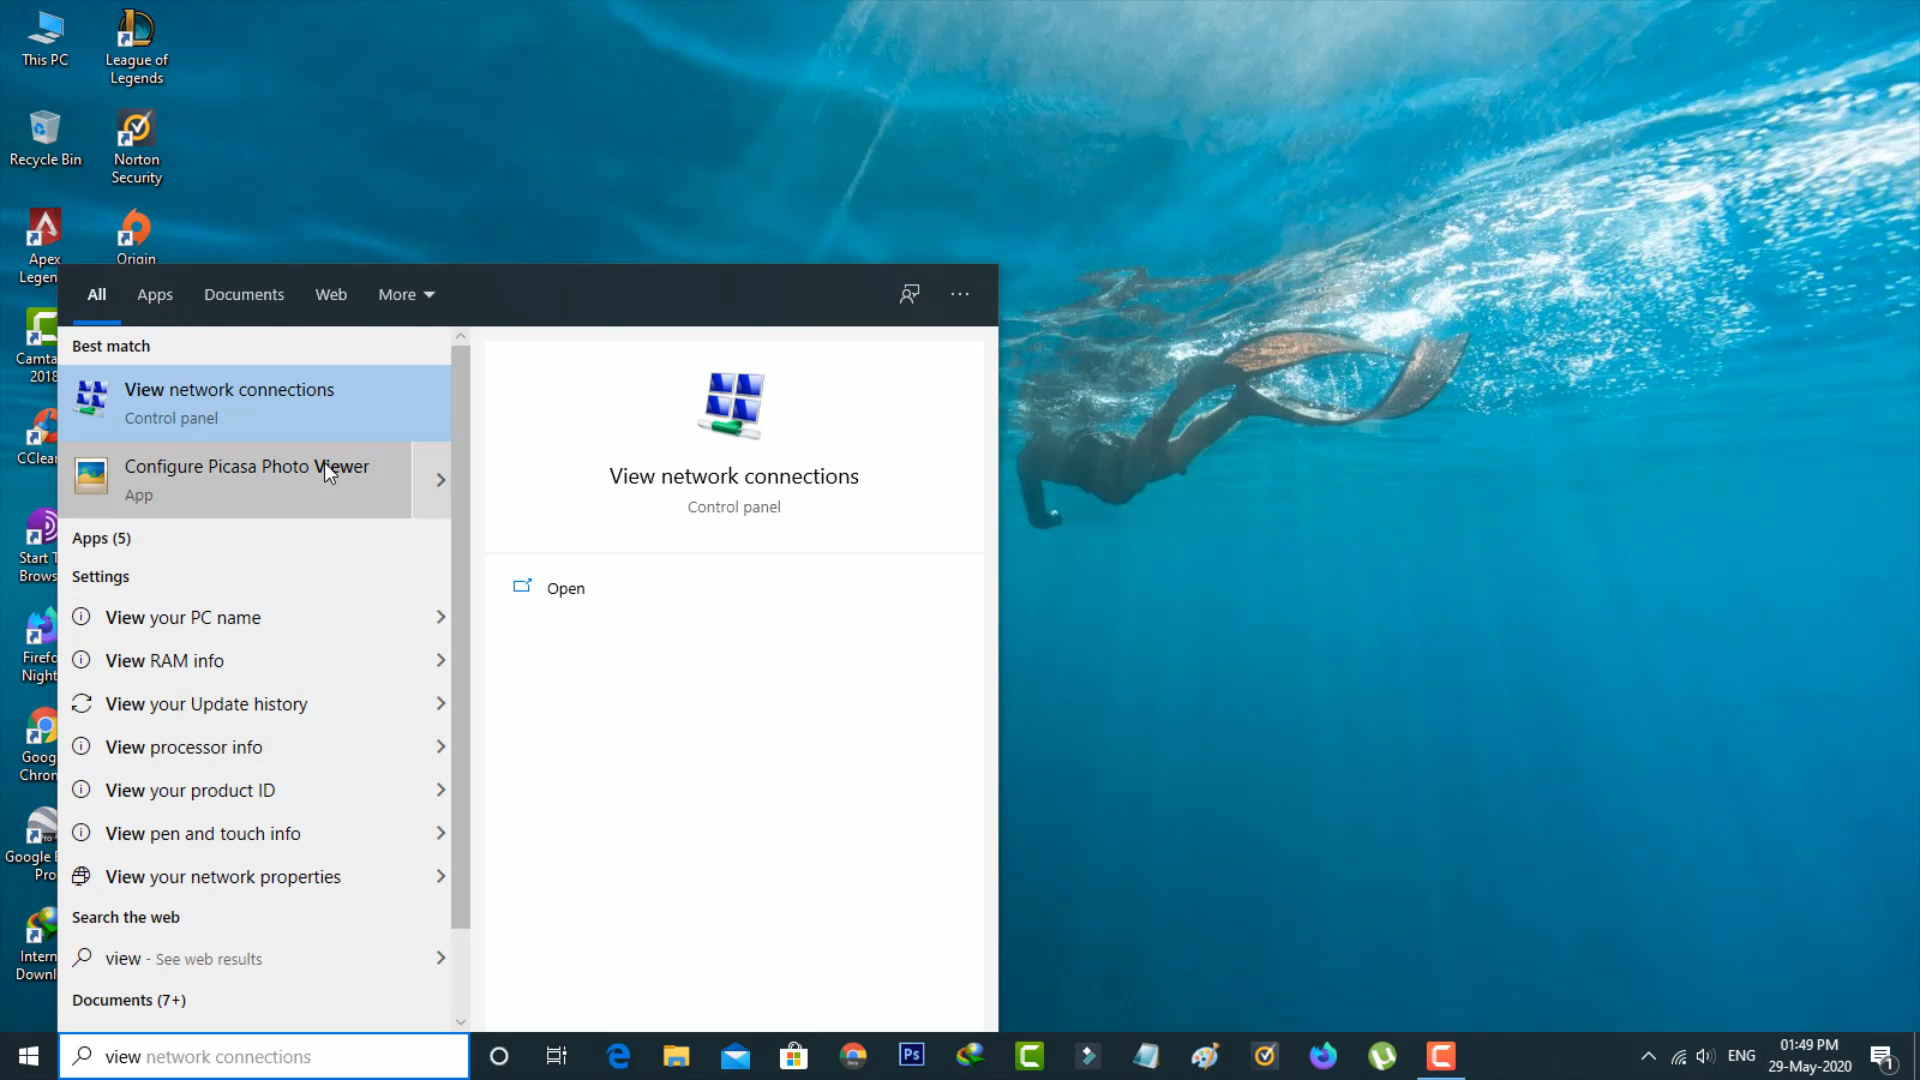 This PC
League of
Legends
Recycle Bin
Norton
Security
Apex
Legen
Origin
Camta
2018
CClea
Start T
Brows
Firefo
Night
Goog
Chron
Google E
Pro
Intern
Downl
All
Apps
Documents
Web
More
Best match
View network connections
Control panel
Configure Picasa Photo Viewer
App
Apps (5)
Settings
View your PC name
View RAM info
View your Update history
View processor info
View your product ID
View pen and touch info
View your network properties
Search the web
view - See web results
Documents (7+)
View network connections
Control panel
Open
view network connections
Ps
ENG
01:49 PM
29-May-2020
1